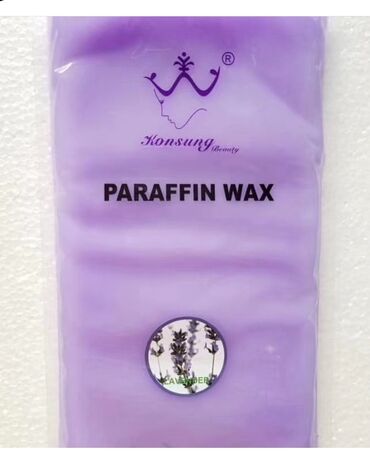 ®
Konsung
Beauty
PARAFFIN WAX
LAVENDER